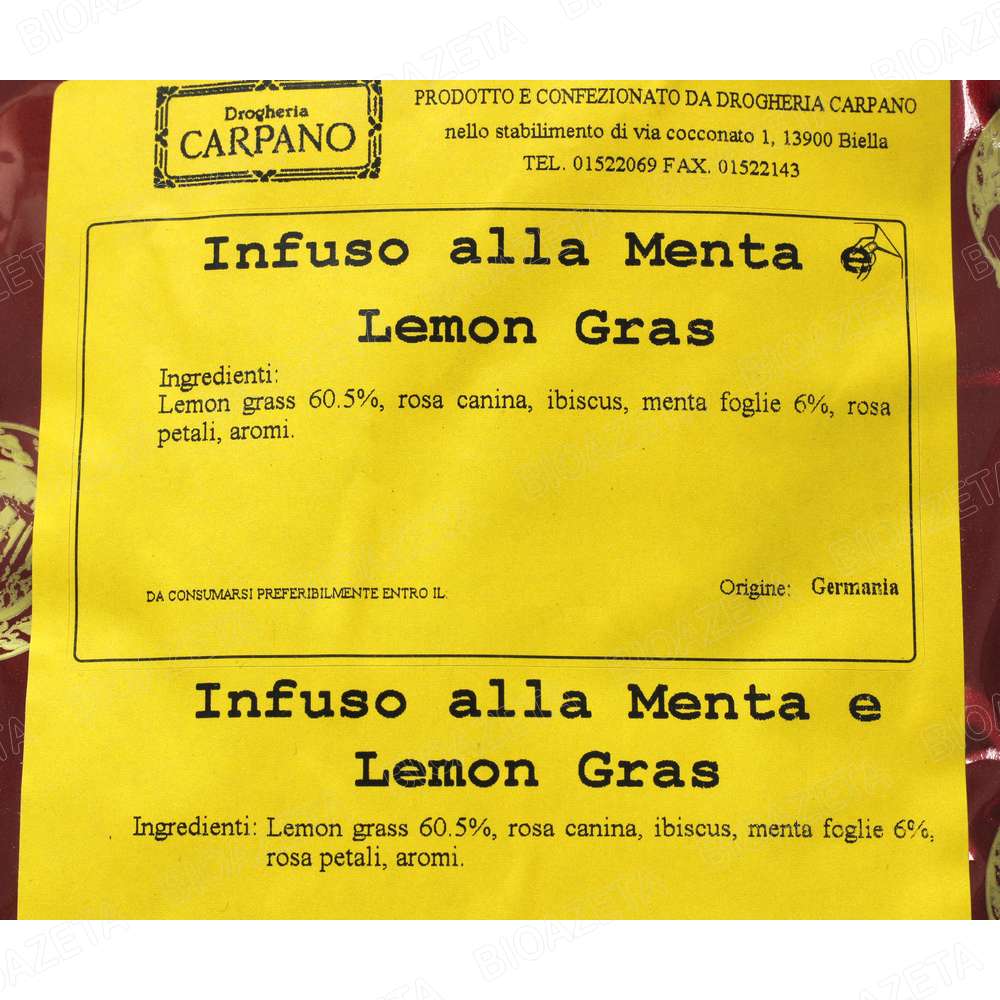 Drogheria
CARPANO
PRODOTTO E CONFEZIONATO DA DROGHERIA CARPANO
nello stabilimento di via cocconato 1, 13900 Biella
TEL. 01522069 FAX. 01522143
Infuso alla Menta e
Lemon Gras
Ingredienti:
Lemon grass 60.5%, rosa canina, ibiscus, menta foglie 6%, rosa
petali, aromi.
DA CONSUMARSI PREFERIBILMENTE ENTRO IL.
Origine: Germania
Infuso alla Menta e
Lemon Gras
Ingredienti: Lemon grass 60.5%, rosa canina, ibiscus, menta foglie 6%,
rosa petali, aromi.
BIOAZETA